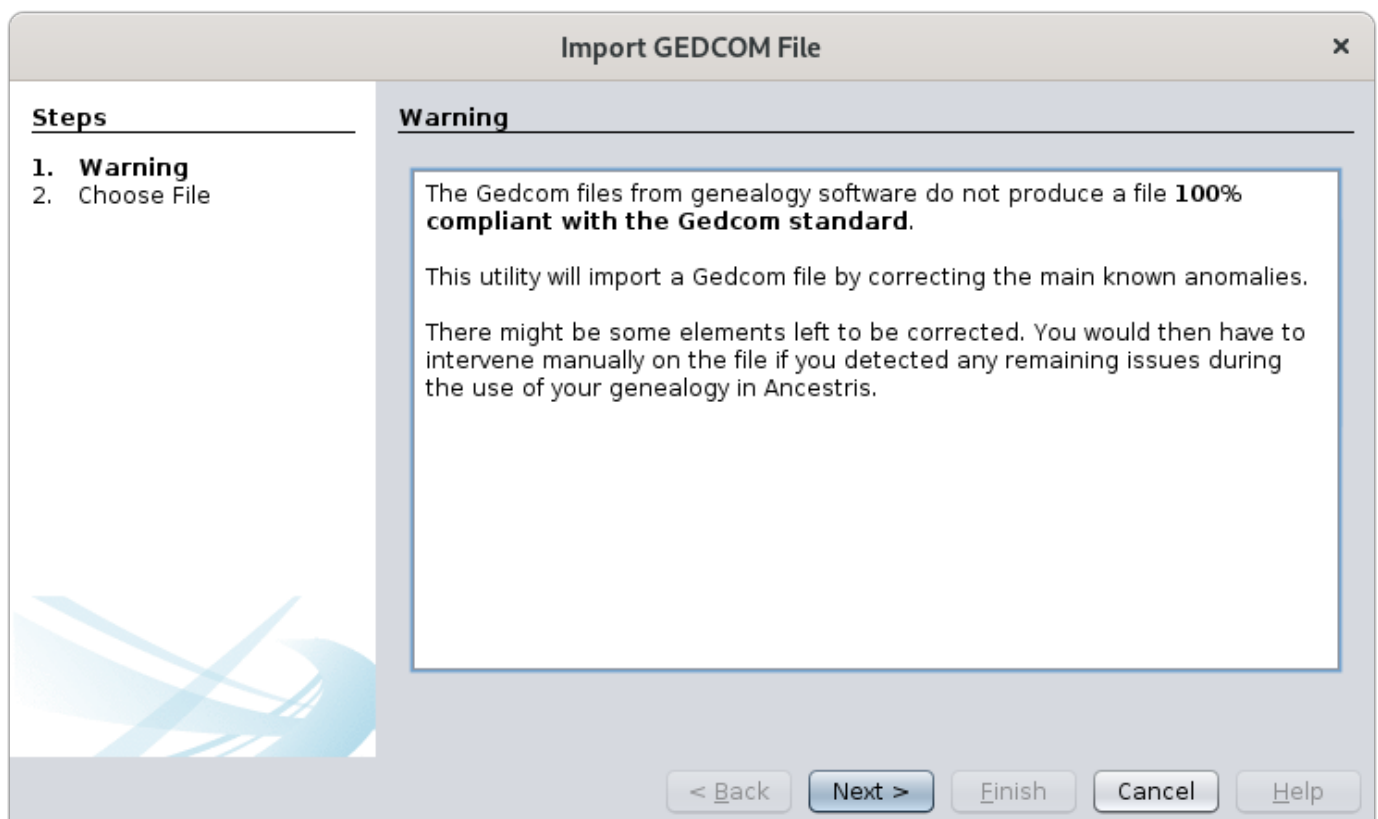 Import GEDCOM File
Steps
1. Warning
2. Choose File
Warning
The Gedcom files from genealogy software do not produce a file 100%
compliant with the Gedcom standard.
This utility will import a Gedcom file by correcting the main known anomalies.
There might be some elements left to be corrected. You would then have to
intervene manually on the file if you detected any remaining issues during
the use of your genealogy in Ancestris.
< Back Next > Finish Cancel Help